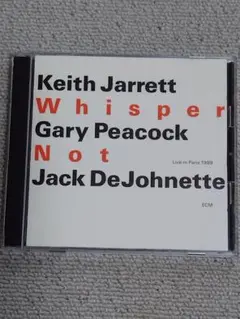 Keith Jarrett
Whisper
Gary Peacock
Not
Live in Paris 1999
Jack DeJohnette
ECM